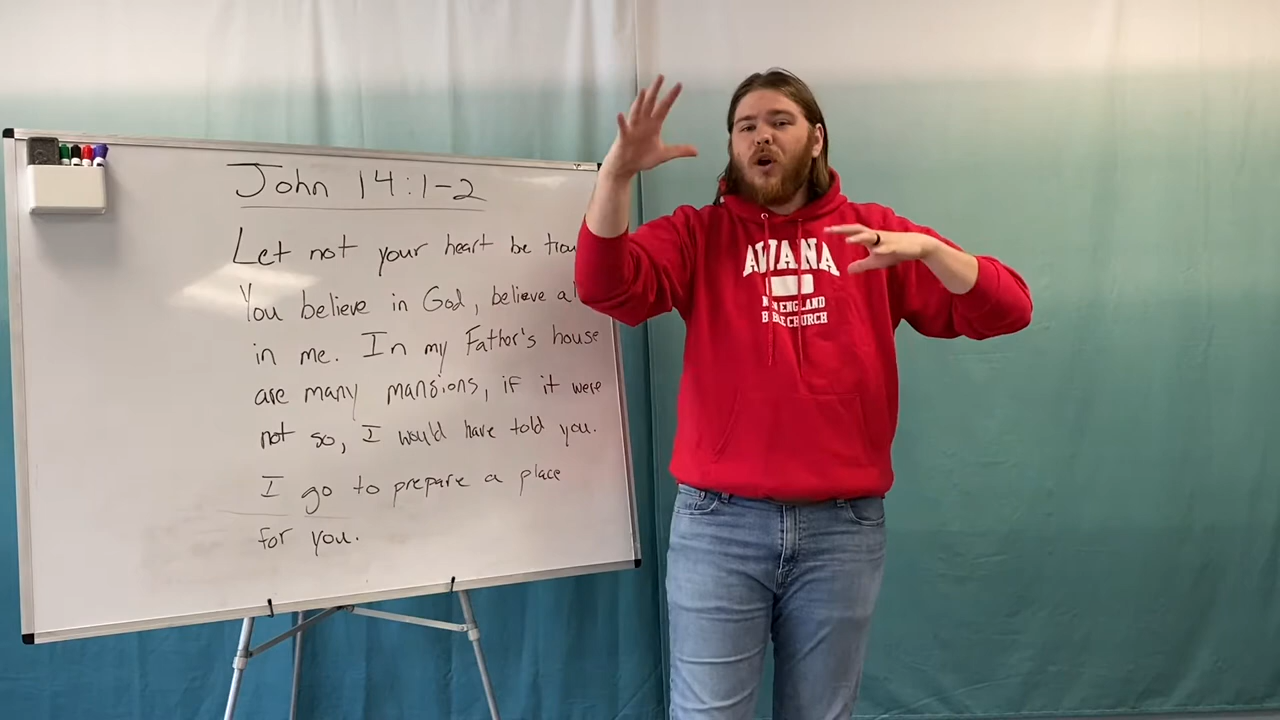 John 14:1-2
Let not your heart be
You believe in God, believe
in me. In my Father's house
are many mansions, if it were
not so, I would have told you.
I go to prepare a place
for you.
AWANA
NEW ENGLAND
BIBLE CHURCH